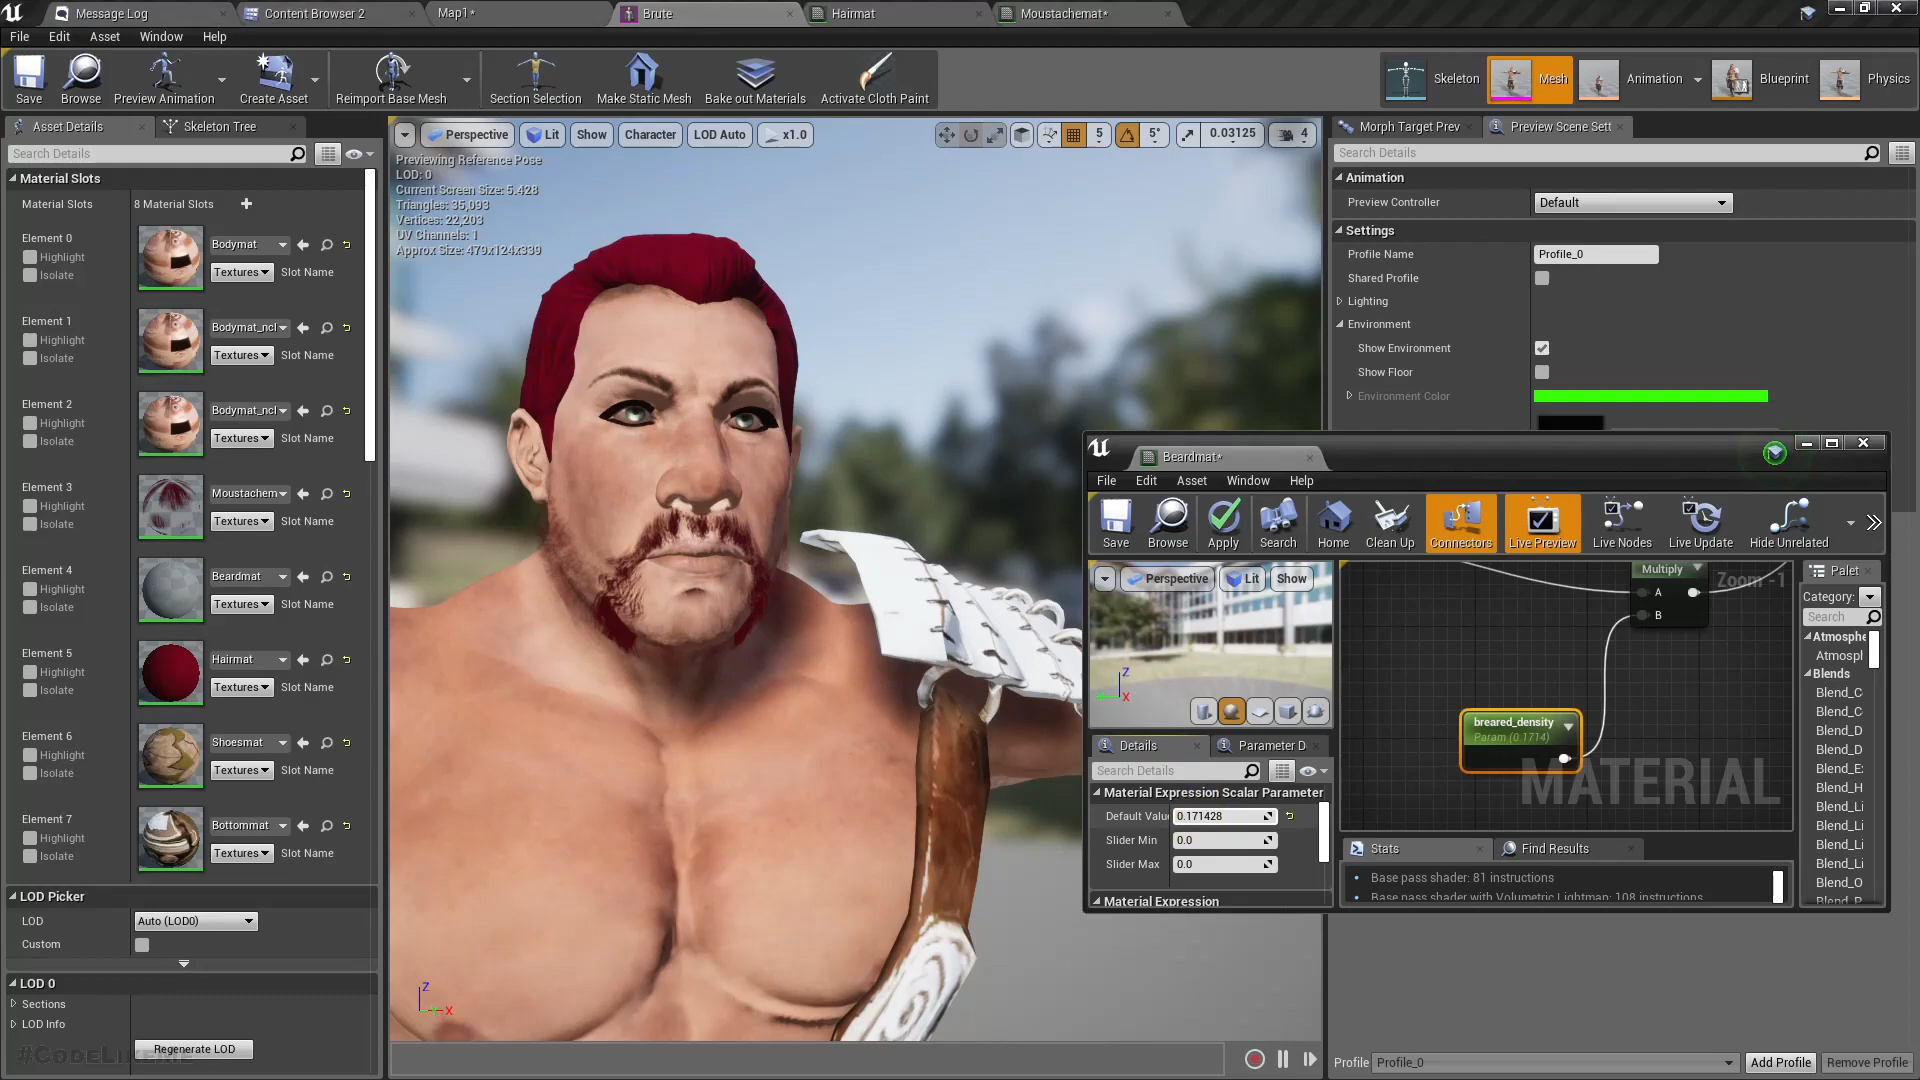 Message Log
Content Browser 2
Map1*
Brute
Hairmat
Moustachemat*
File Edit Asset Window Help
Save
Browse
Preview Animation
Create Asset
Reimport Base Mesh
Section Selection
Make Static Mesh
Bake out Materials
Activate Cloth Paint
Skeleton
Mesh
Animation
Blueprint
Physics
Asset Details
Skeleton Tree
Search Details
Material Slots
Material Slots 8 Material Slots
Element 0
Highlight
Isolate
Bodymat
Textures Slot Name
Element 1
Highlight
Isolate
Bodymat_ncl
Textures Slot Name
Element 2
Highlight
Isolate
Bodymat_ncl
Textures Slot Name
Element 3
Highlight
Isolate
Moustachem
Textures Slot Name
Element 4
Highlight
Isolate
Beardmat
Textures Slot Name
Element 5
Highlight
Isolate
Hairmat
Textures Slot Name
Element 6
Highlight
Isolate
Shoesmat
Textures Slot Name
Element 7
Highlight
Isolate
Bottommat
Textures Slot Name
LOD Picker
LOD Auto (LOD0)
Custom
LOD 0
Sections
LOD Info
Regenerate LOD
#CodeLikeMe
Perspective Lit Show Character LOD Auto x1.0 5 5° 0.03125 4
Previewing Reference Pose
LOD: 0
Current Screen Size: 5.428
Triangles: 35,093
Vertices: 22,203
UV Channels: 1
Approx Size: 479x124x339
Z
X
Morph Target Prev
Preview Scene Sett
Search Details
Animation
Preview Controller Default
Settings
Profile Name Profile_0
Shared Profile
Lighting
Environment
Show Environment
Show Floor
Environment Color
Beardmat*
File Edit Asset Window Help
Save
Browse
Apply
Search
Home
Clean Up
Connectors
Live Preview
Live Nodes
Live Update
Hide Unrelated
Perspective Lit Show
Z
X
Multiply
A
B
Zoom -1
breared_density
Param (0.1714)
MATERIAL
Palet
Category:
Search
Atmosphe
Atmospl
Blends
Blend_C
Blend_C
Blend_D
Blend_D
Blend_E
Blend_H
Blend_Li
Blend_Li
Blend_Li
Blend_Li
Blend_O
Details
Parameter D
Search Details
Material Expression Scalar Parameter
Default Valu 0.171428
Slider Min 0.0
Slider Max 0.0
Material Expression
Stats
Find Results
Base pass shader: 81 instructions
Base pass shader with Volumetric Lightmap: 108 instructions
Profile Profile_0 Add Profile Remove Profile